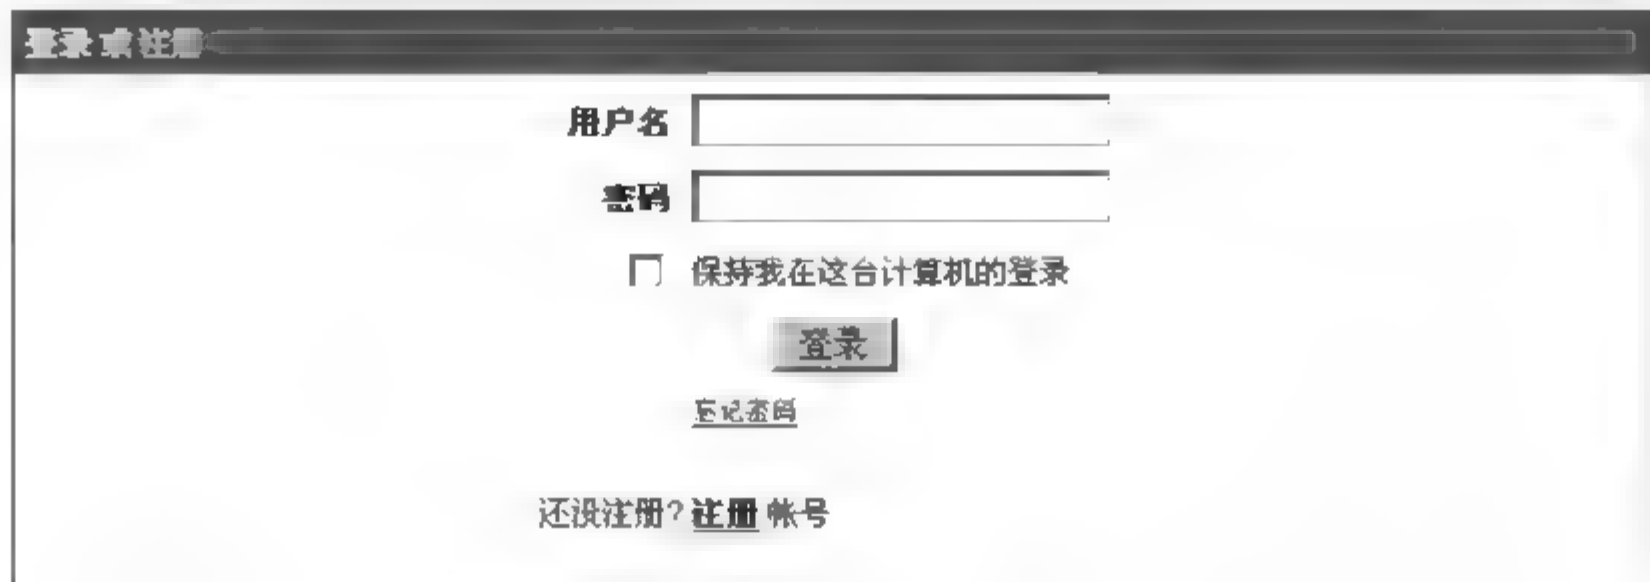 登录 或 注册
用户名
密码
保持我在这台计算机的登录
登录
忘记密码
还没注册? 注册 帐号